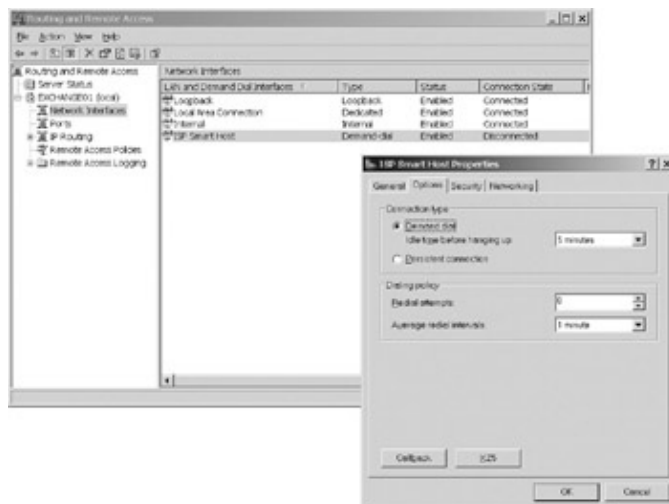 Routing and Remote Access
File Action View Help
Routing and Remote Access
Server Status
EXCHANGE01 (local)
Network Interfaces
Ports
IP Routing
Remote Access Policies
Remote Access Logging
Network Interfaces
LAN and Demand Dial Interfaces Type Status Connection State
Loopback Loopback Enabled Connected
Local Area Connection Dedicated Enabled Connected
Internal Internal Enabled Connected
ISP Smart Host Demand-dial Enabled Disconnected
ISP Smart Host Properties
General Options Security Networking
Connection type
Demand dial
Idle time before hanging up: 5 minutes
Persistent connection
Dialing policy
Redial attempts:
Average redial intervals: 1 minute
Callback X.25
OK Cancel